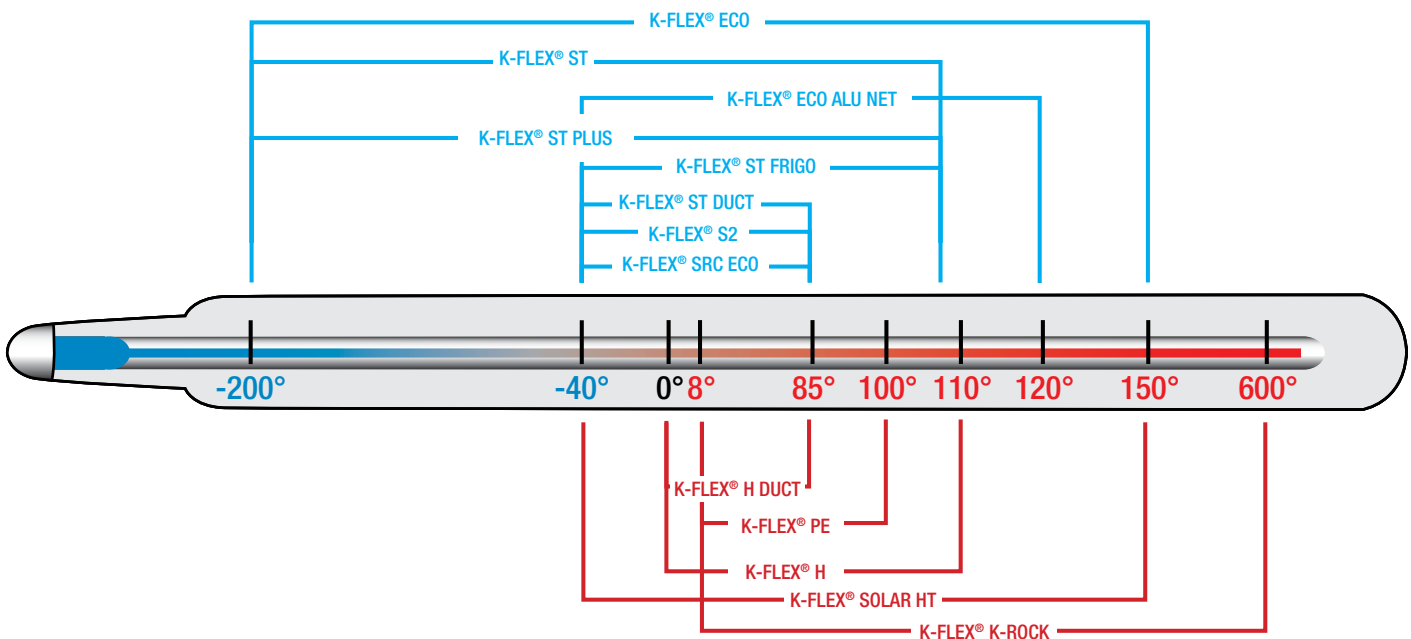 K-FLEX® ECO
K-FLEX® ST
K-FLEX® ECO ALU NET
K-FLEX® ST PLUS
K-FLEX® ST FRIGO
K-FLEX® ST DUCT
K-FLEX® S2
K-FLEX® SRC ECO
-200° -40° 0° 8° 85° 100° 110° 120° 150° 600°
K-FLEX® H DUCT
K-FLEX® PE
K-FLEX® H
K-FLEX® SOLAR HT
K-FLEX® K-ROCK